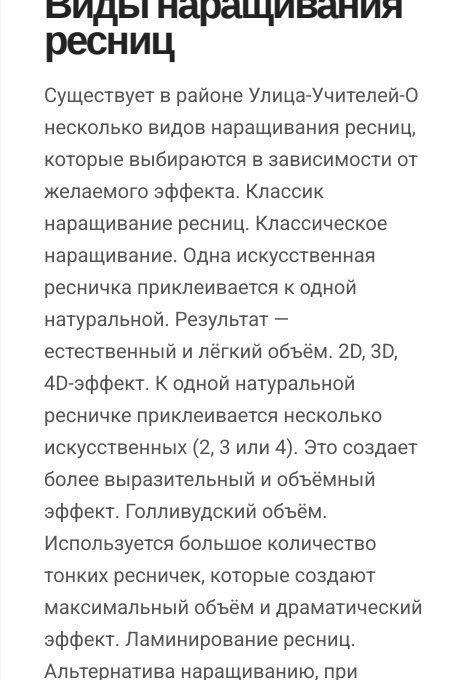 Виды наращивания
ресниц
Существует в районе Улица-Учителей-О
несколько видов наращивания ресниц,
которые выбираются в зависимости от
желаемого эффекта. Классик
наращивание ресниц. Классическое
наращивание. Одна искусственная
ресничка приклеивается к одной
натуральной. Результат —
естественный и лёгкий объём. 2D, 3D,
4D-эффект. К одной натуральной
ресничке приклеивается несколько
искусственных (2, 3 или 4). Это создает
более выразительный и объёмный
эффект. Голливудский объём.
Используется большое количество
тонких ресничек, которые создают
максимальный объём и драматический
эффект. Ламинирование ресниц.
Альтернатива наращиванию, при